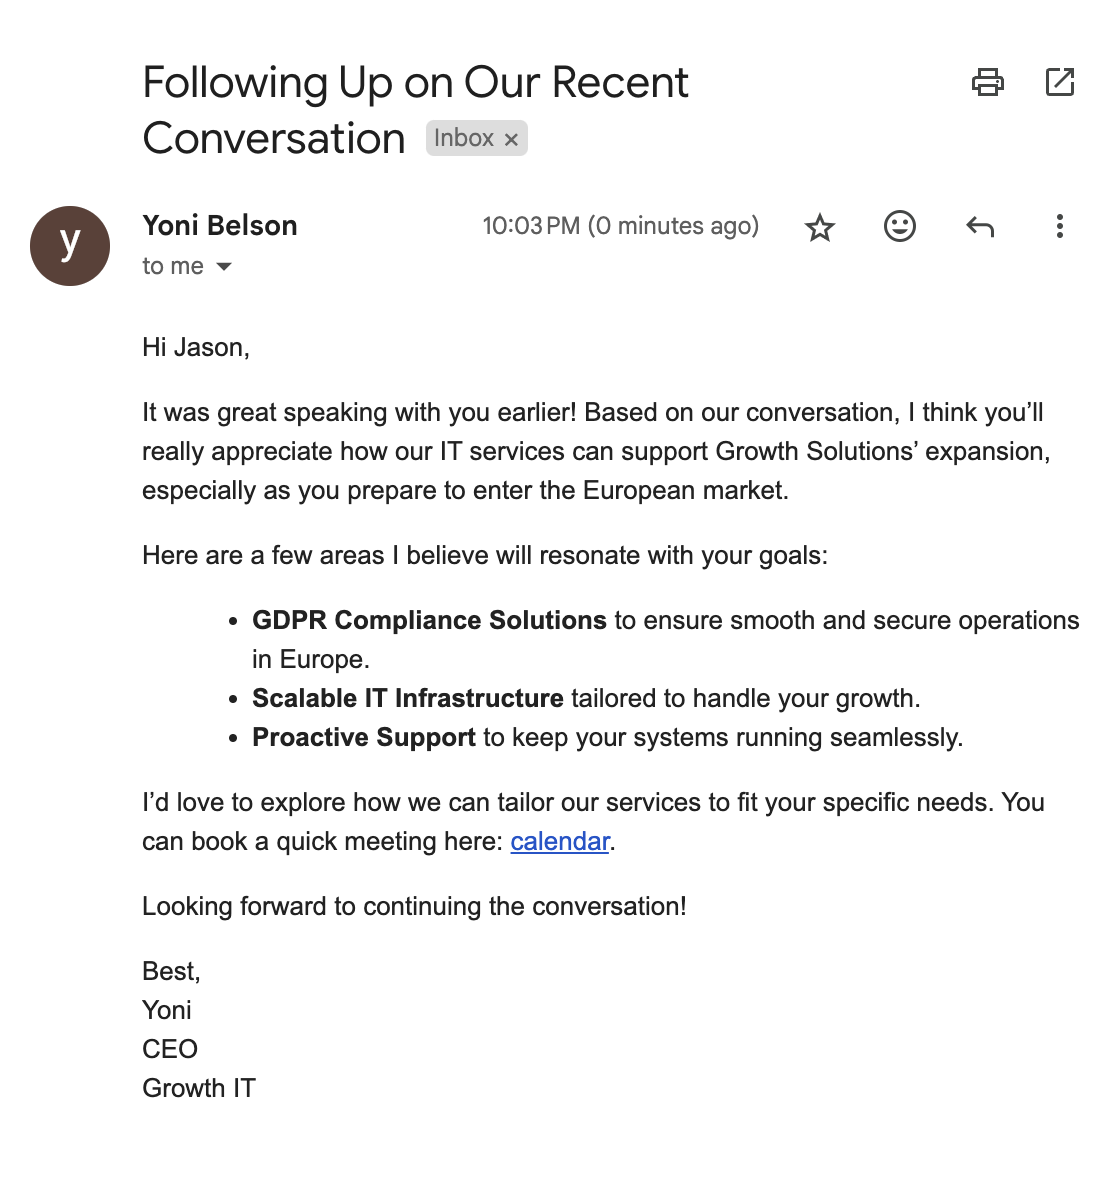 Following Up on Our Recent
Conversation Inbox ×
y
Yoni Belson 10:03 PM (0 minutes ago)
to me
Hi Jason,
It was great speaking with you earlier! Based on our conversation, I think you’ll
really appreciate how our IT services can support Growth Solutions’ expansion,
especially as you prepare to enter the European market.
Here are a few areas I believe will resonate with your goals:
• GDPR Compliance Solutions to ensure smooth and secure operations
in Europe.
• Scalable IT Infrastructure tailored to handle your growth.
• Proactive Support to keep your systems running seamlessly.
I’d love to explore how we can tailor our services to fit your specific needs. You
can book a quick meeting here: calendar.
Looking forward to continuing the conversation!
Best,
Yoni
CEO
Growth IT